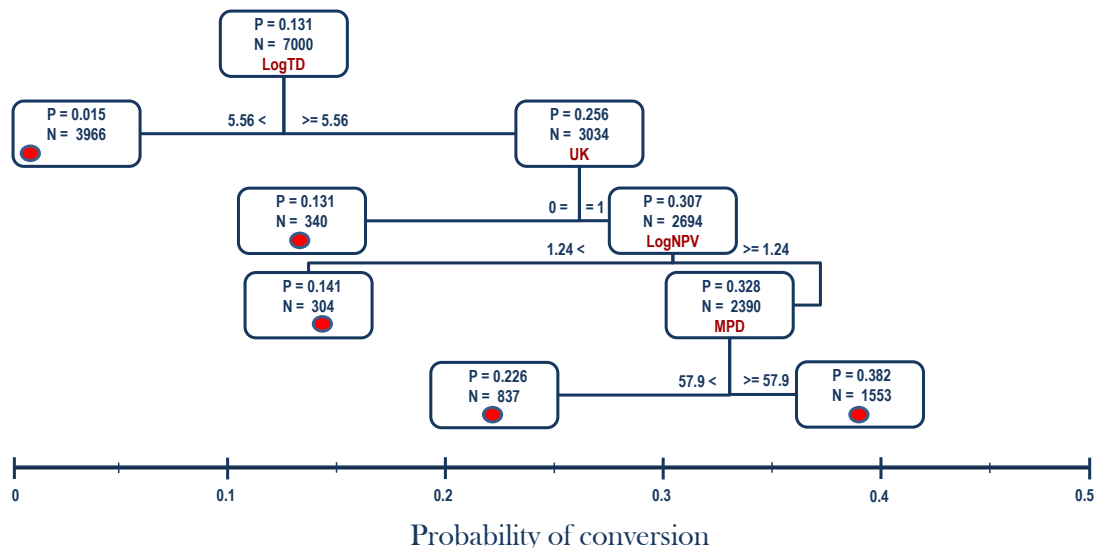 P = 0.131
N = 7000
LogTD
5.56 <
>= 5.56
P = 0.015
N = 3966
P = 0.256
N = 3034
UK
0 =
= 1
P = 0.131
N = 340
P = 0.307
N = 2694
LogNPV
1.24 <
>= 1.24
P = 0.141
N = 304
P = 0.328
N = 2390
MPD
57.9 <
>= 57.9
P = 0.226
N = 837
P = 0.382
N = 1553
0
0.1
0.2
0.3
0.4
0.5
Probability of conversion